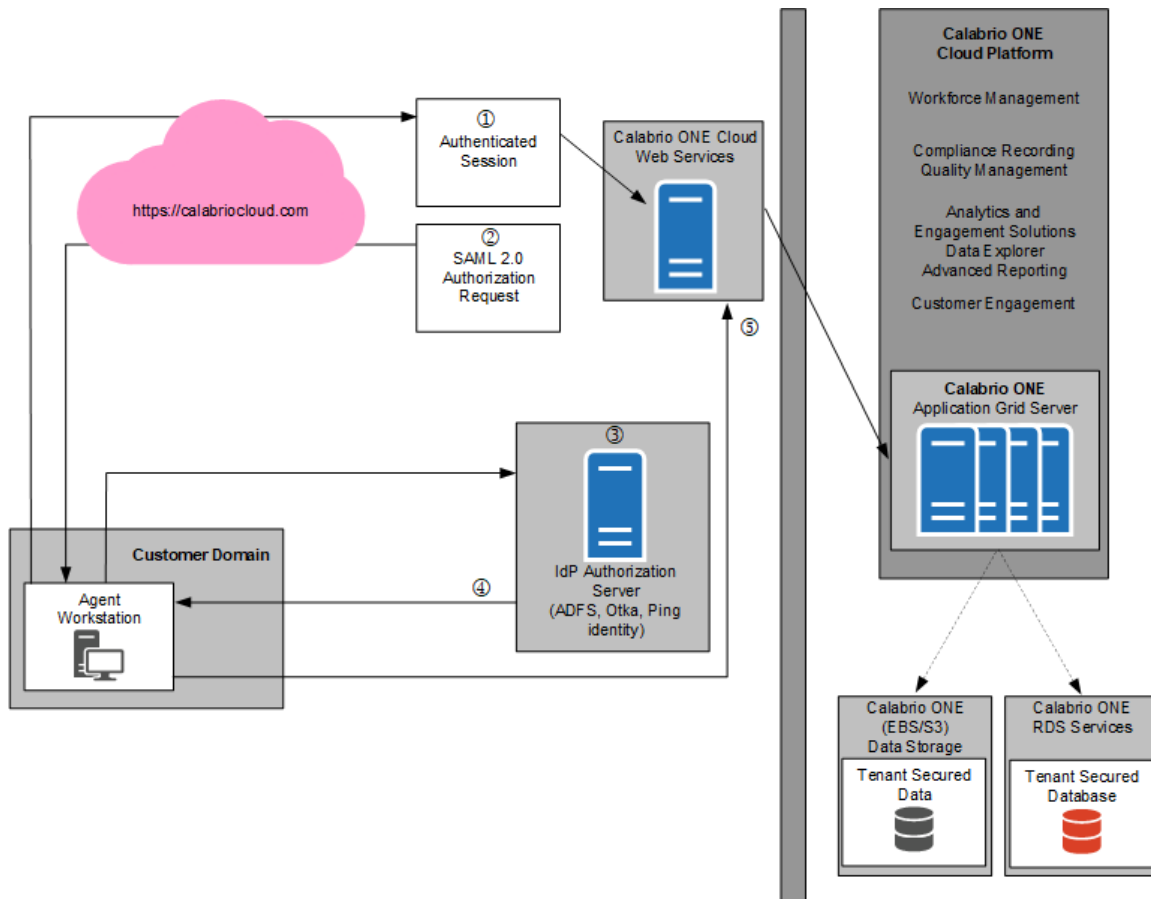 ①
Authenticated
Session
https://calabriocloud.com
②
SAML 2.0
Authorization
Request
Calabrio ONE Cloud
Web Services
⑤
③
IdP Authorization
Server
(ADFS, Otka, Ping
identity)
④
Customer Domain
Agent
Workstation
Calabrio ONE
Cloud Platform
Workforce Management
Compliance Recording
Quality Management
Analytics and
Engagement Solutions
Data Explorer
Advanced Reporting
Customer Engagement
Calabrio ONE
Application Grid Server
Calabrio ONE
(EBS/S3)
Data Storage
Tenant Secured
Data
Calabrio ONE
RDS Services
Tenant Secured
Database